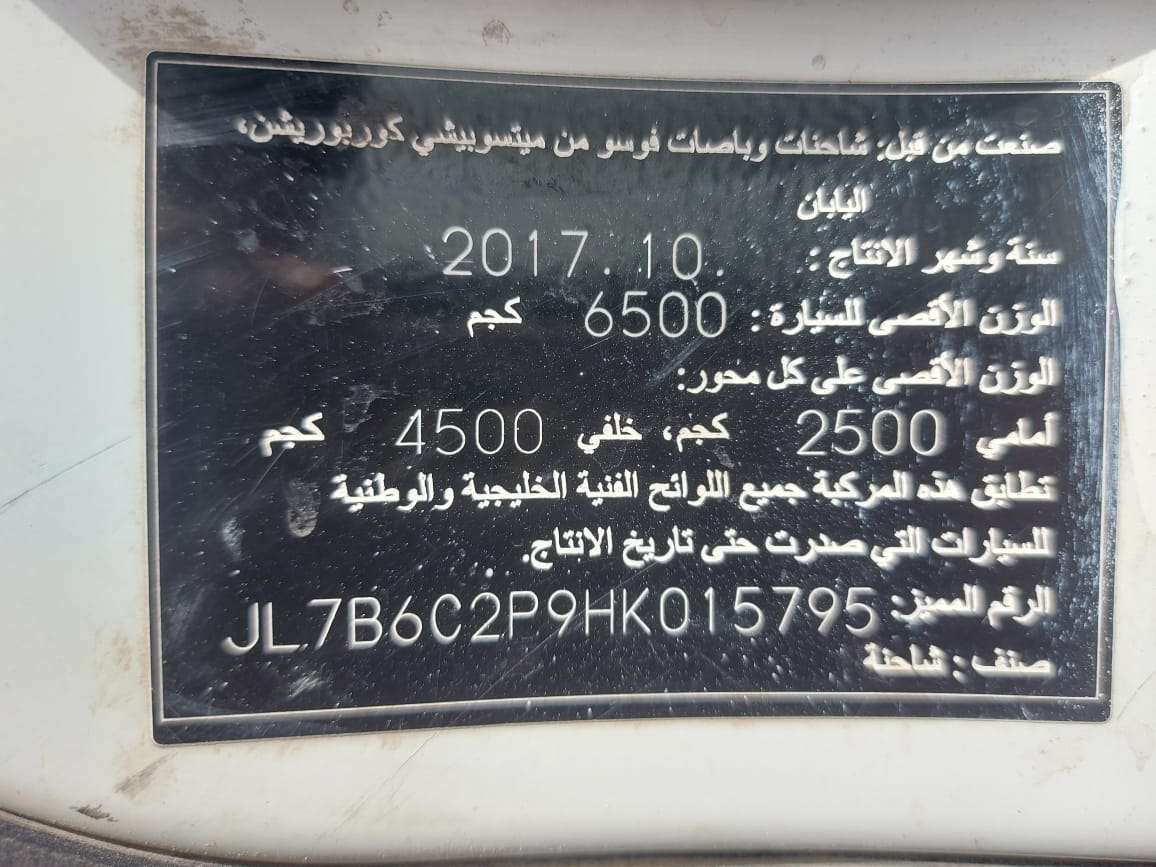 صنعت من قبل: شاحنات وباصات فوسو من ميتسوبيشي كوربوريشن،
اليابان
سنة وشهر الانتاج : 2017.10.
الوزن الأقصى للسيارة : 6500 كجم
الوزن الأقصى على كل محور:
أمامي 2500 كجم، خلفي 4500 كجم
تطابق هذه المركبة جميع اللوائح الفنية الخليجية والوطنية
للسيارات التي صدرت حتى تاريخ الانتاج.
الرقم المميز: JL7B6C2P9HK015795
صنف : شاحنة